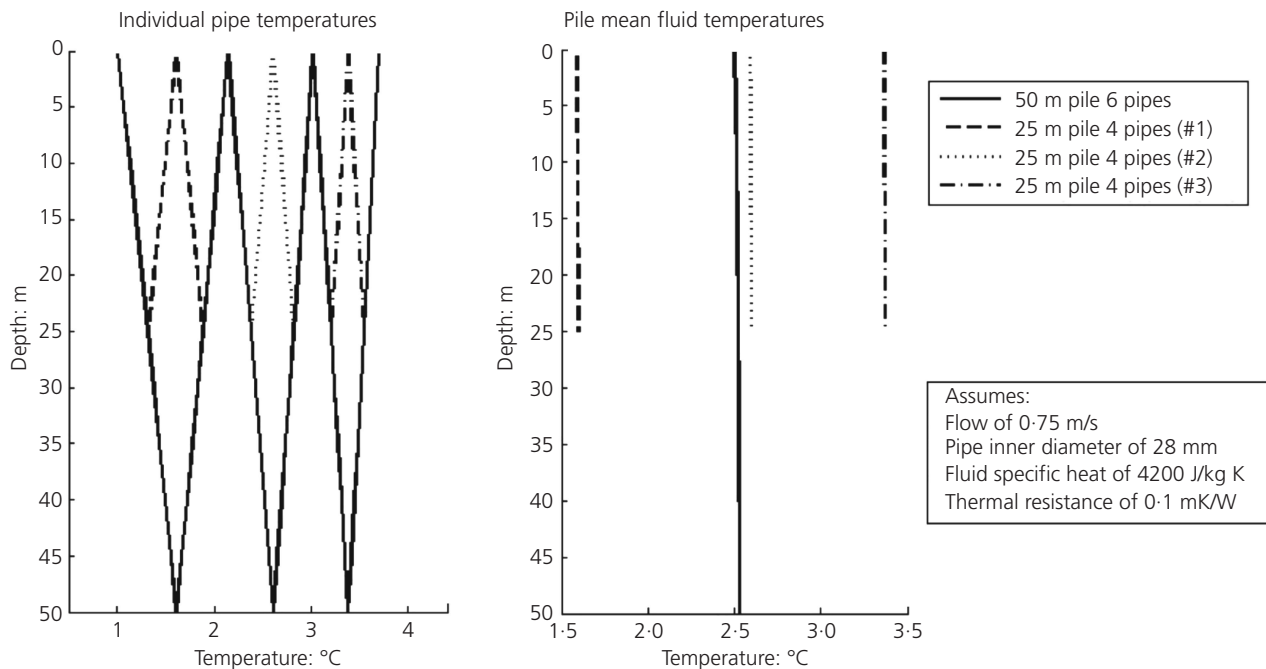 Individual pipe temperatures
0
5
10
15
20
25
30
35
40
45
50
Depth: m
1
2
3
4
Temperature: °C
Pile mean fluid temperatures
0
5
10
15
20
25
30
35
40
45
50
Depth: m
1·5
2·0
2·5
3·0
3·5
Temperature: °C
50 m pile 6 pipes
25 m pile 4 pipes (#1)
25 m pile 4 pipes (#2)
25 m pile 4 pipes (#3)
Assumes:
Flow of 0·75 m/s
Pipe inner diameter of 28 mm
Fluid specific heat of 4200 J/kg K
Thermal resistance of 0·1 mK/W